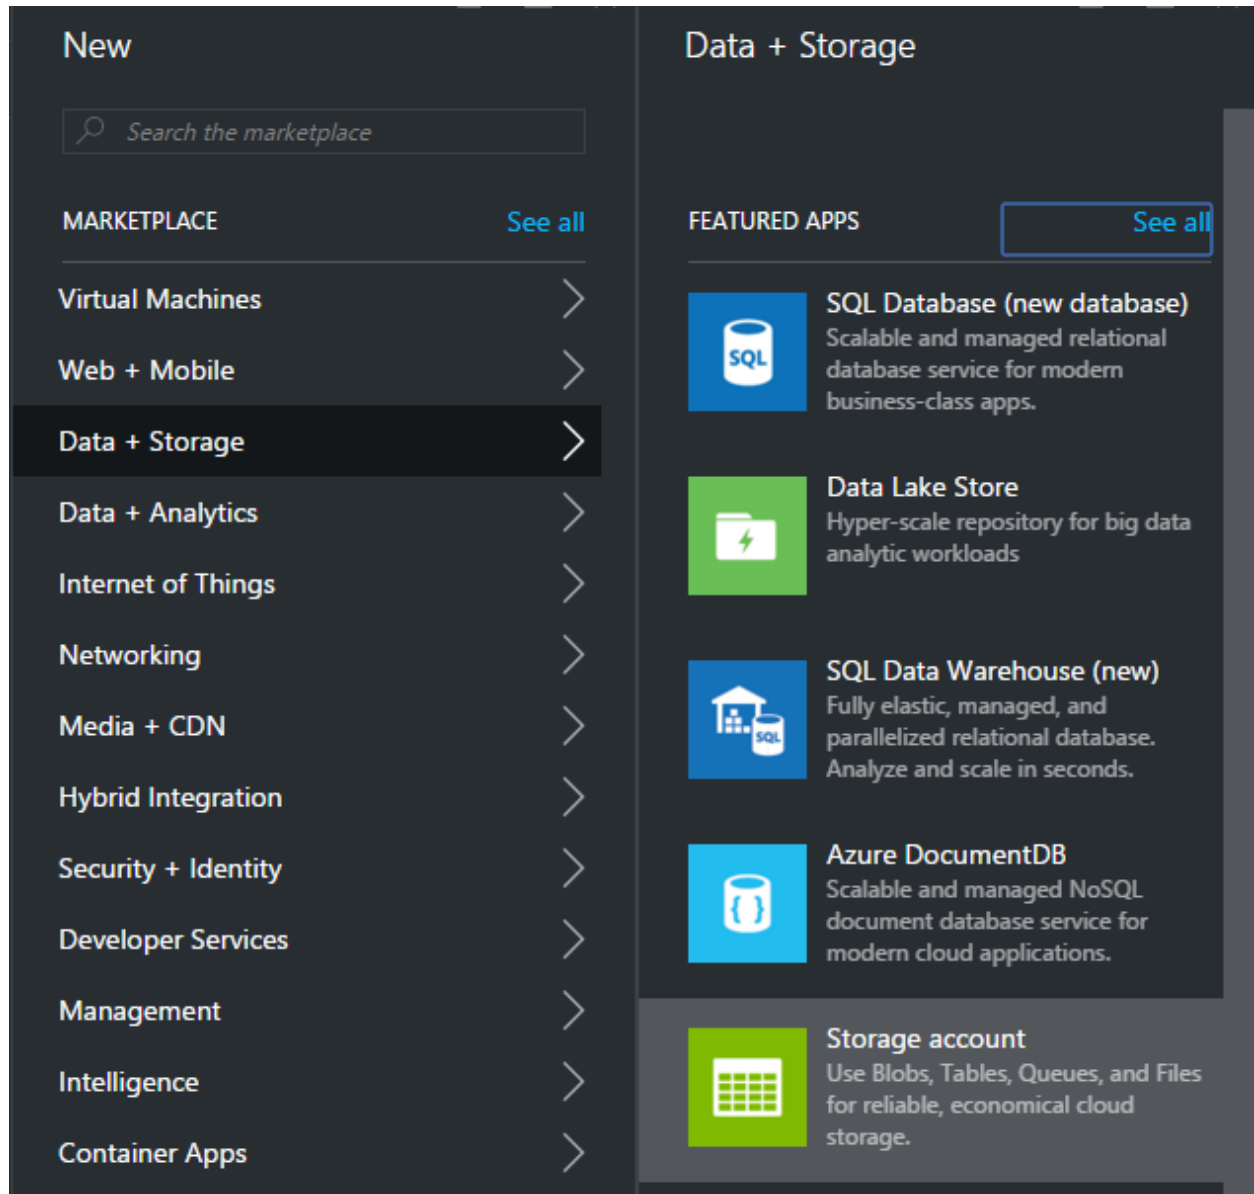 New
Search the marketplace
MARKETPLACE See all
Virtual Machines
Web + Mobile
Data + Storage
Data + Analytics
Internet of Things
Networking
Media + CDN
Hybrid Integration
Security + Identity
Developer Services
Management
Intelligence
Container Apps
Data + Storage
FEATURED APPS See all
SQL
SQL Database (new database)
Scalable and managed relational
database service for modern
business-class apps.
Data Lake Store
Hyper-scale repository for big data
analytic workloads
SQL
SQL Data Warehouse (new)
Fully elastic, managed, and
parallelized relational database.
Analyze and scale in seconds.
{ }
Azure DocumentDB
Scalable and managed NoSQL
document database service for
modern cloud applications.
Storage account
Use Blobs, Tables, Queues, and Files
for reliable, economical cloud
storage.